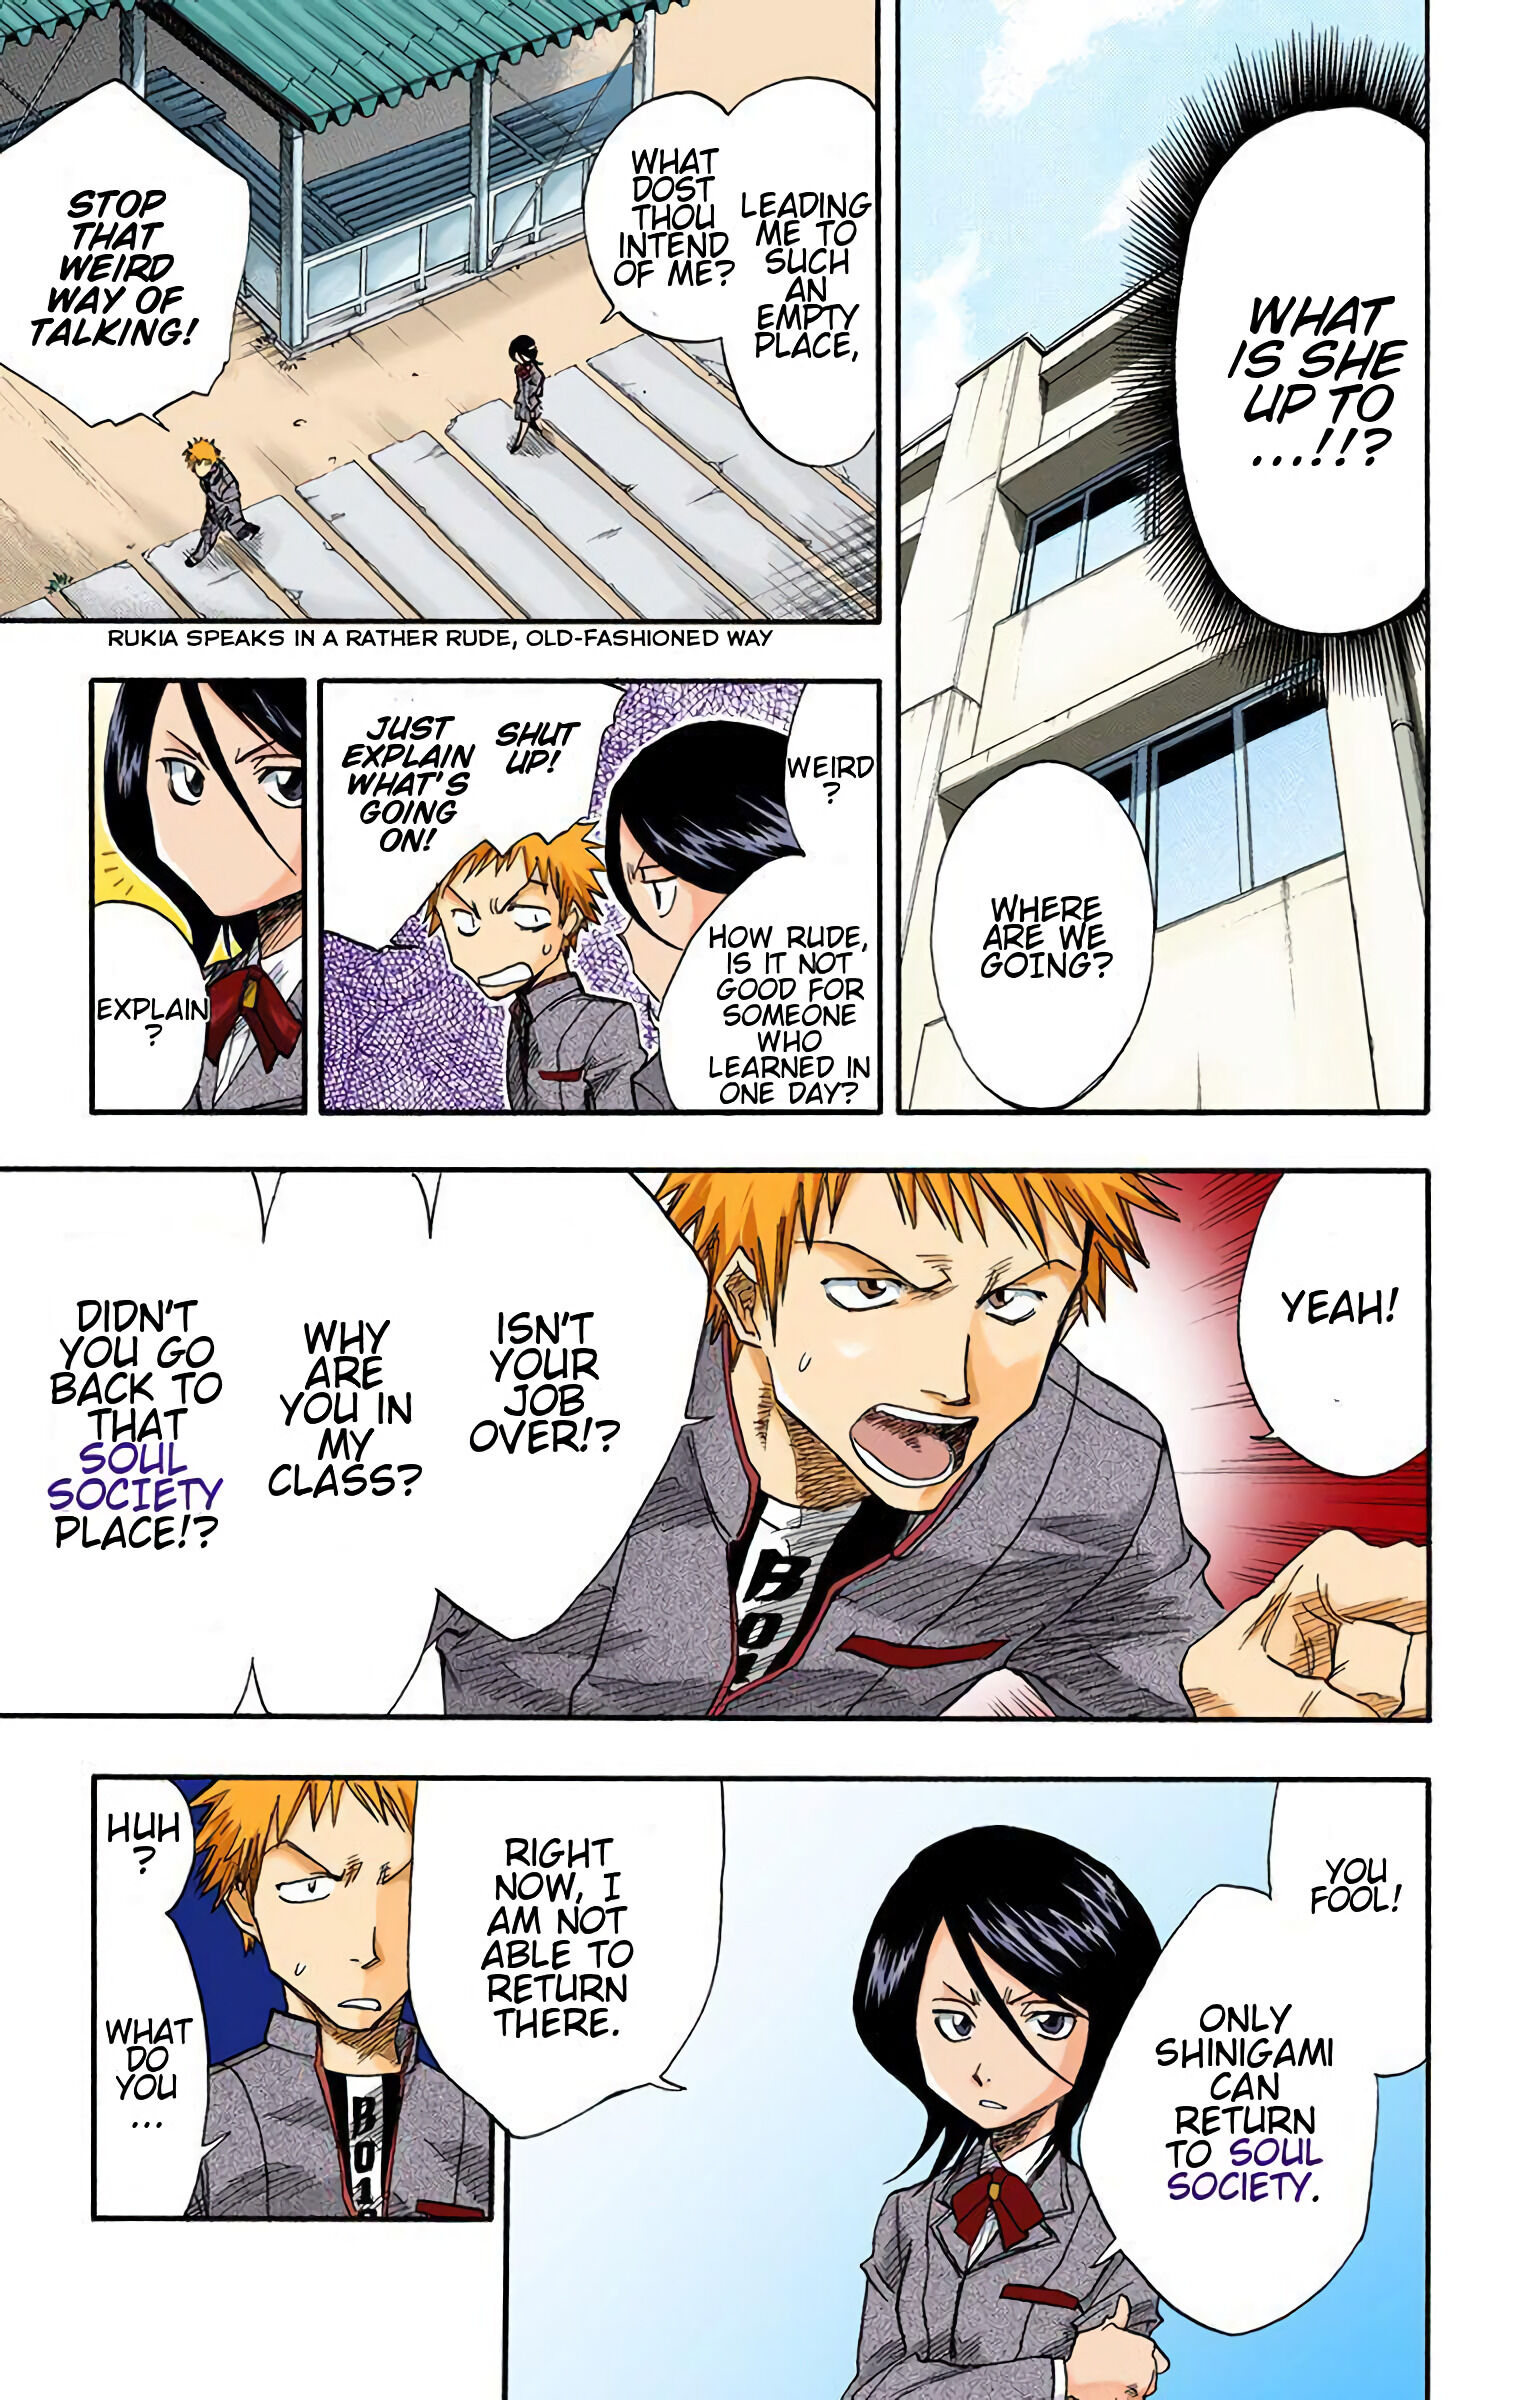 WHAT
IS SHE
UP TO
...!!?
WHERE
ARE WE
GOING?
LEADING
ME TO
SUCH
AN
EMPTY
PLACE,
WHAT
DOST
THOU
INTEND
OF ME?
STOP
THAT
WEIRD
WAY OF
TALKING!
RUKIA SPEAKS IN A RATHER RUDE, OLD-FASHIONED WAY
WEIRD
?
HOW RUDE,
IS IT NOT
GOOD FOR
SOMEONE
WHO
LEARNED IN
ONE DAY?
SHUT
UP!
JUST
EXPLAIN
WHAT'S
GOING
ON!
EXPLAIN
?
YEAH!
ISN'T
YOUR
JOB
OVER!?
WHY
ARE
YOU IN
MY
CLASS?
DIDN'T
YOU GO
BACK TO
THAT
SOUL
SOCIETY
PLACE!?
YOU
FOOL!
ONLY
SHINIGAMI
CAN
RETURN
TO SOUL
SOCIETY.
RIGHT
NOW, I
AM NOT
ABLE TO
RETURN
THERE.
HUH
?
WHAT
DO
YOU
...